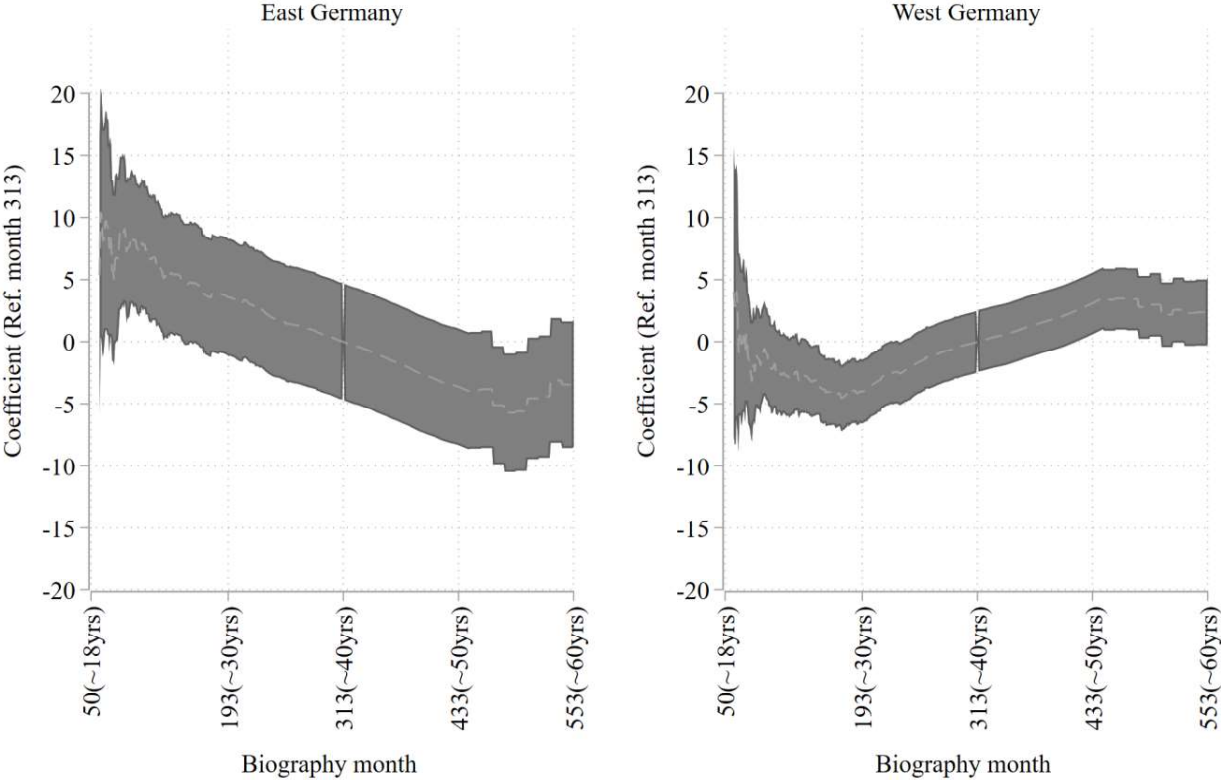 East Germany
Coefficient (Ref. month 313)
20
15
10
5
0
-5
-10
-15
-20
50(~18yrs)
193(~30yrs)
313(~40yrs)
433(~50yrs)
553(~60yrs)
Biography month
West Germany
Coefficient (Ref. month 313)
20
15
10
5
0
-5
-10
-15
-20
50(~18yrs)
193(~30yrs)
313(~40yrs)
433(~50yrs)
553(~60yrs)
Biography month